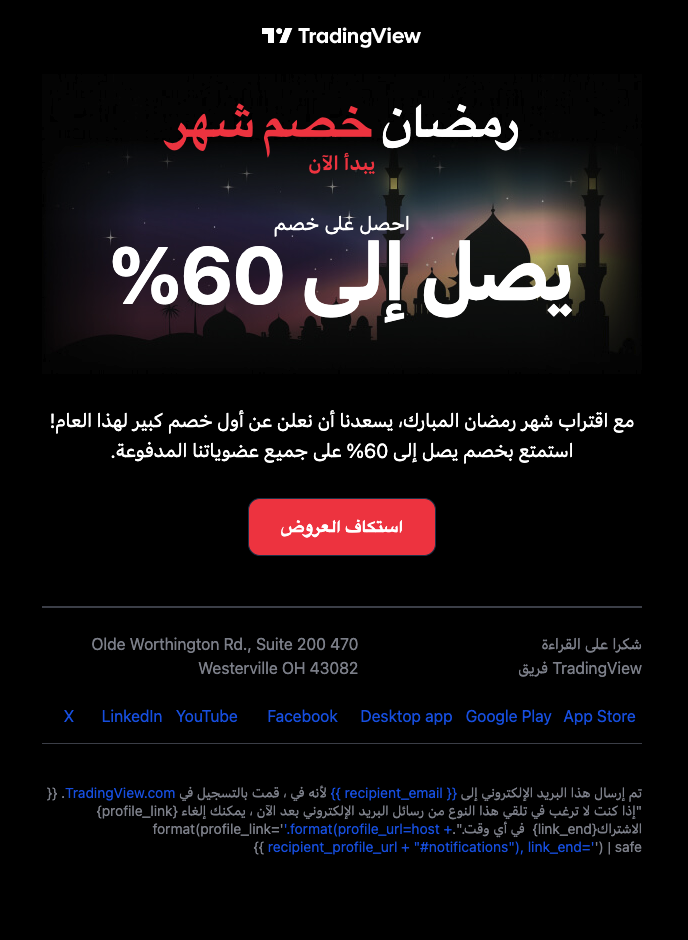 TradingView
رمضان خصم شهر
يبدأ الآن
احصل على خصم
يصل إلى 60%
مع اقتراب شهر رمضان المبارك، يسعدنا أن نعلن عن أول خصم كبير لهذا العام!
استمتع بخصم يصل إلى 60% على جميع عضوياتنا المدفوعة.
استكاف العروض
شكرا على القراءة
فريق TradingView
Olde Worthington Rd., Suite 200 470
Westerville OH 43082
X LinkedIn YouTube Facebook Desktop app Google Play App Store
تم إرسال هذا البريد الإلكتروني إلى {{ recipient_email }} لأنه في ، قمت بالتسجيل في TradingView.com. {{
"إذا كنت لا ترغب في تلقي هذا النوع من رسائل البريد الإلكتروني بعد الآن ، يمكنك إلغاء {profile_link}
الاشتراك{link_end} في أي وقت.".format(profile_link=''.format(profile_url=host +
recipient_profile_url + "#notifications"), link_end='') | safe }}